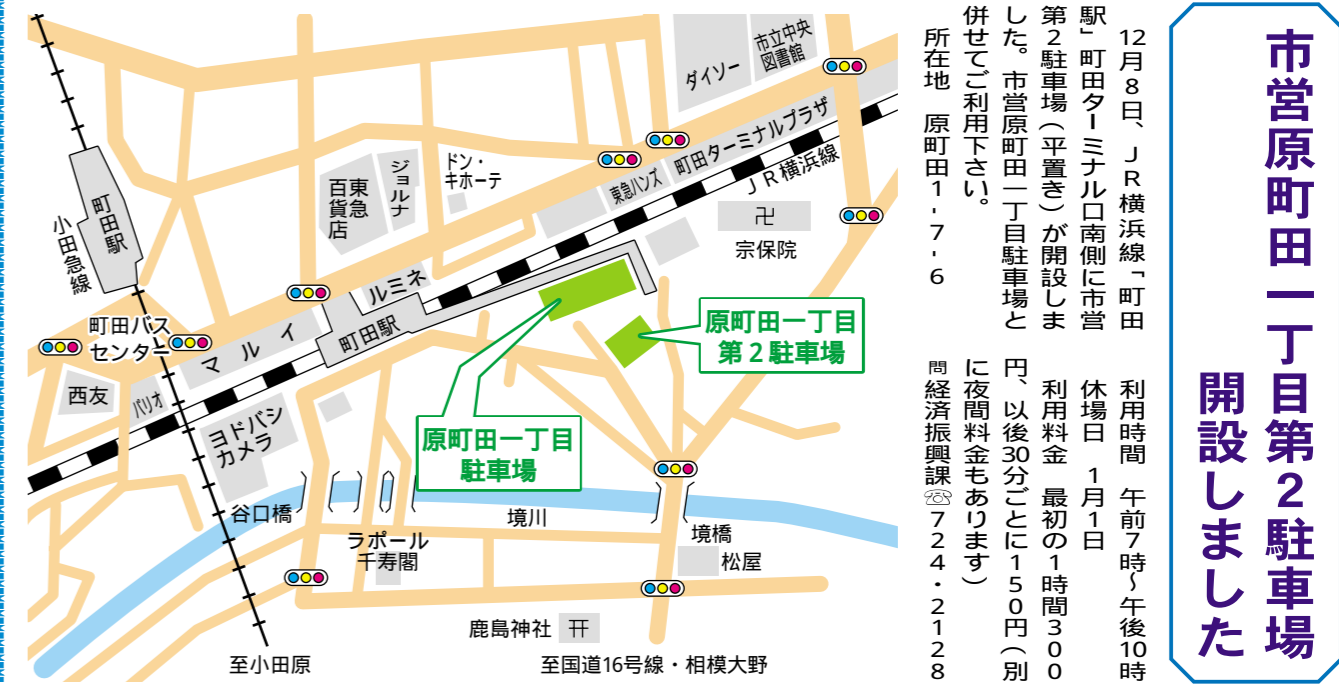 市営原町田一丁目第2駐車場
開設しました
12月8日、JR横浜線「町田
駅」町田ターミナル口南側に市営
第2駐車場(平置き)が開設しま
した。市営原町田一丁目駐車場と
併せてご利用下さい。
所在地 原町田1-7-6
利用時間 午前7時〜午後10時
休場日 1月1日
利用料金 最初の1時間300
円、以後30分ごとに150円(別
に夜間料金もあります)
問経済振興課☏724・2128
市立中央
図書館
ダイソー
町田ターミナルプラザ
東急ハンズ
JR横浜線
ドン・
キホーテ
ジョルナ
東急
百貨店
町田駅
小田急線
卍
宗保院
ルミネ
町田駅
マルイ
町田バス
センター
西友
パリオ
ヨドバシ
カメラ
原町田一丁目
第2駐車場
原町田一丁目
駐車場
谷口橋
境川
境橋
ラポール
千寿閣
松屋
鹿島神社
至小田原
至国道16号線・相模大野